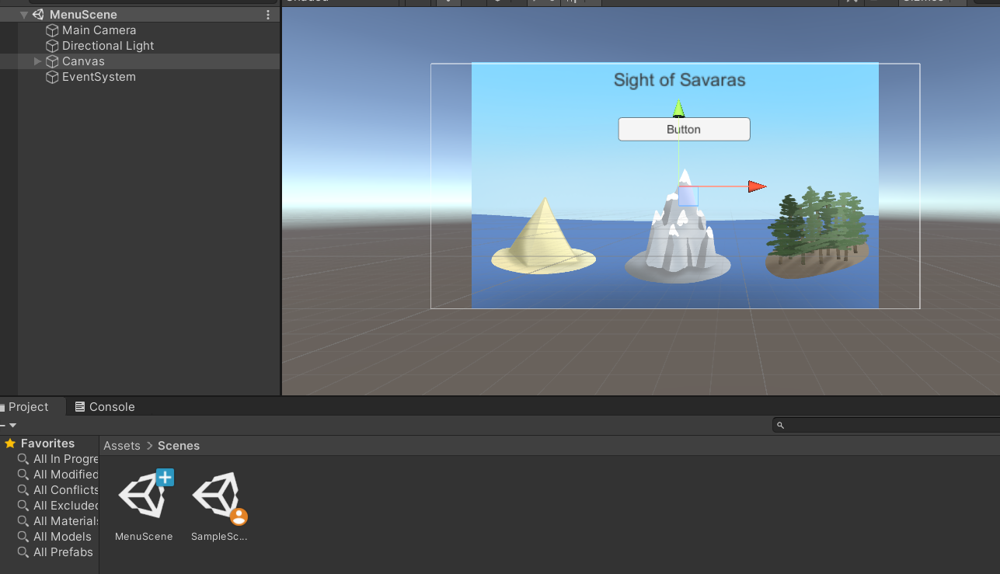 MenuScene
Main Camera
Directional Light
Canvas
EventSystem
Sight of Savaras
Button
Project
Console
Favorites
All In Progre
All Modified
All Conflicts
All Excluded
All Materials
All Models
All Prefabs
Assets > Scenes
MenuScene
SampleSc...